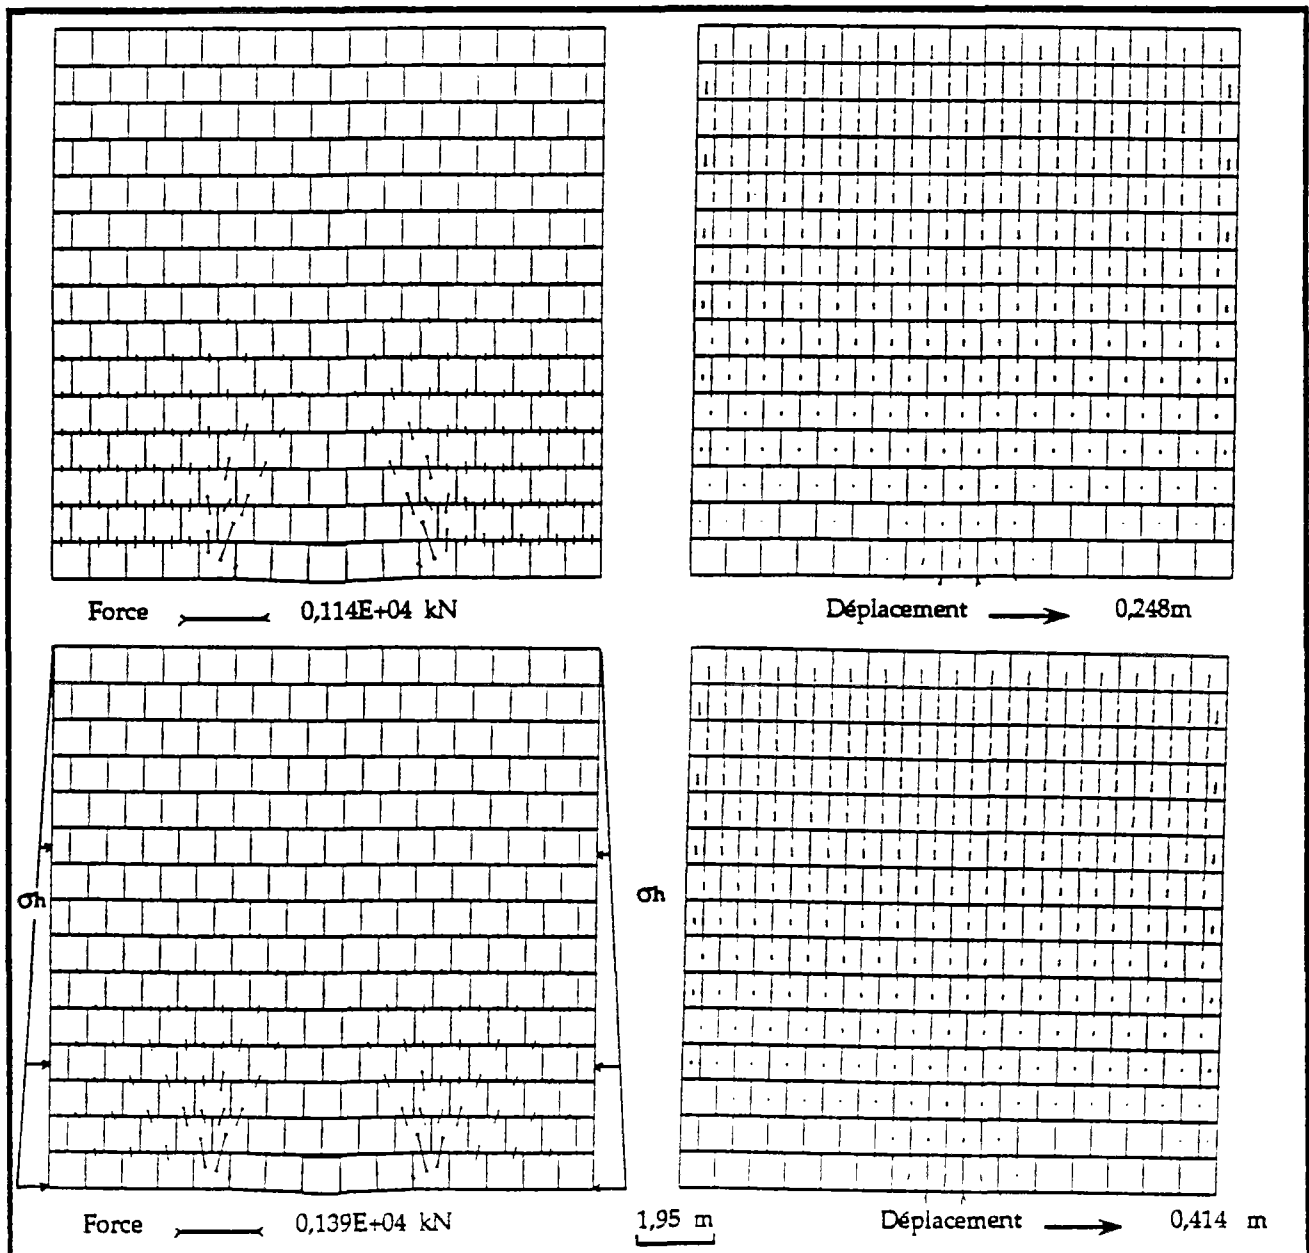 Force 0,114E+04 kN
Déplacement 0,248m
σh
σh
Force 0,139E+04 kN
1,95 m
Déplacement 0,414 m